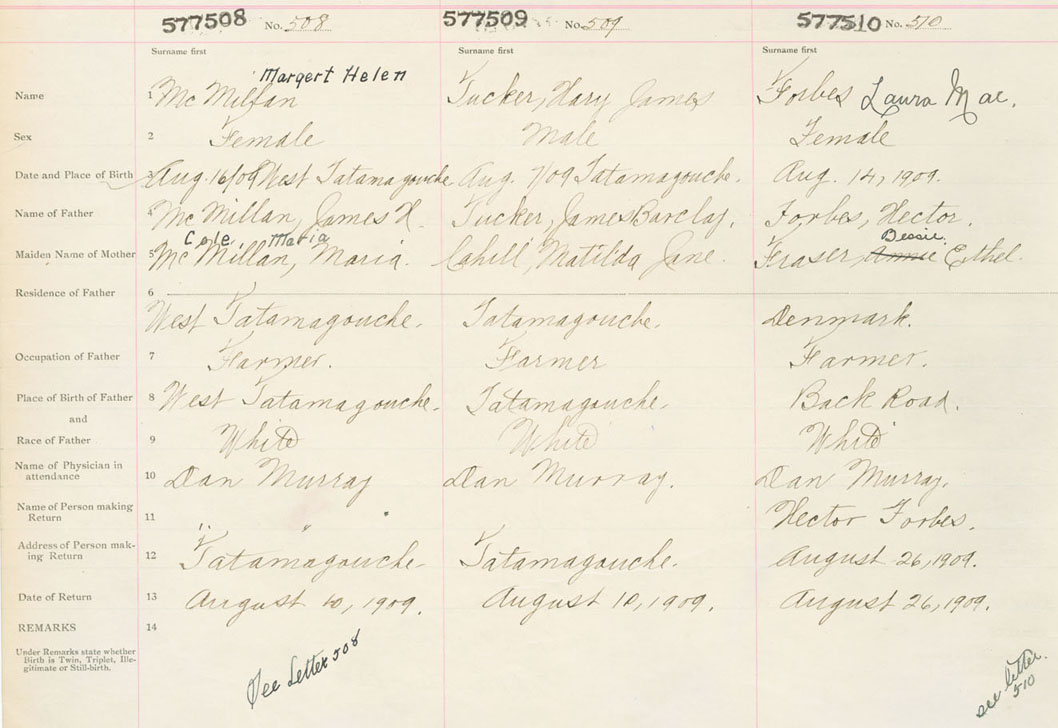 577508 No. 508 577509 No. 509 577510 No. 510
Surname first Surname first Surname first
Margert Helen
Name 1 McMillan Tucker, Hary James Forbes Laura Mae.
Sex 2 Female Male Female
Date and Place of Birth 3 Aug. 16/09 West Tatamagouche. Aug. 7/09 Tatamagouche. Aug. 14, 1909.
Name of Father 4 McMillan, James H. Tucker, James Barclay. Forbes, Hector.
Cole, Maria Bessie
Maiden Name of Mother 5 McMillan, Maria. Cahill, Matilda Jane. Fraser, Annie Ethel.
Residence of Father 6
West Tatamagouche. Tatamagouche. Denmark.
Occupation of Father 7 Farmer. Farmer Farmer.
Place of Birth of Father 8 West Tatamagouche. Tatamagouche. Back Road.
and
Race of Father 9 White White White
Name of Physician in attendance 10 Dan Murray Dan Murray. Dan Murray.
Name of Person making Return 11 " " " Hector Forbes.
Address of Person making Return 12 Tatamagouche. Tatamagouche. August 26, 1909.
Date of Return 13 August 10, 1909. August 10, 1909. August 26, 1909.
REMARKS 14
Under Remarks state whether
Birth is Twin, Triplet, Ille-
gitimate or Still-birth.
See Letter 508
see letter.
510